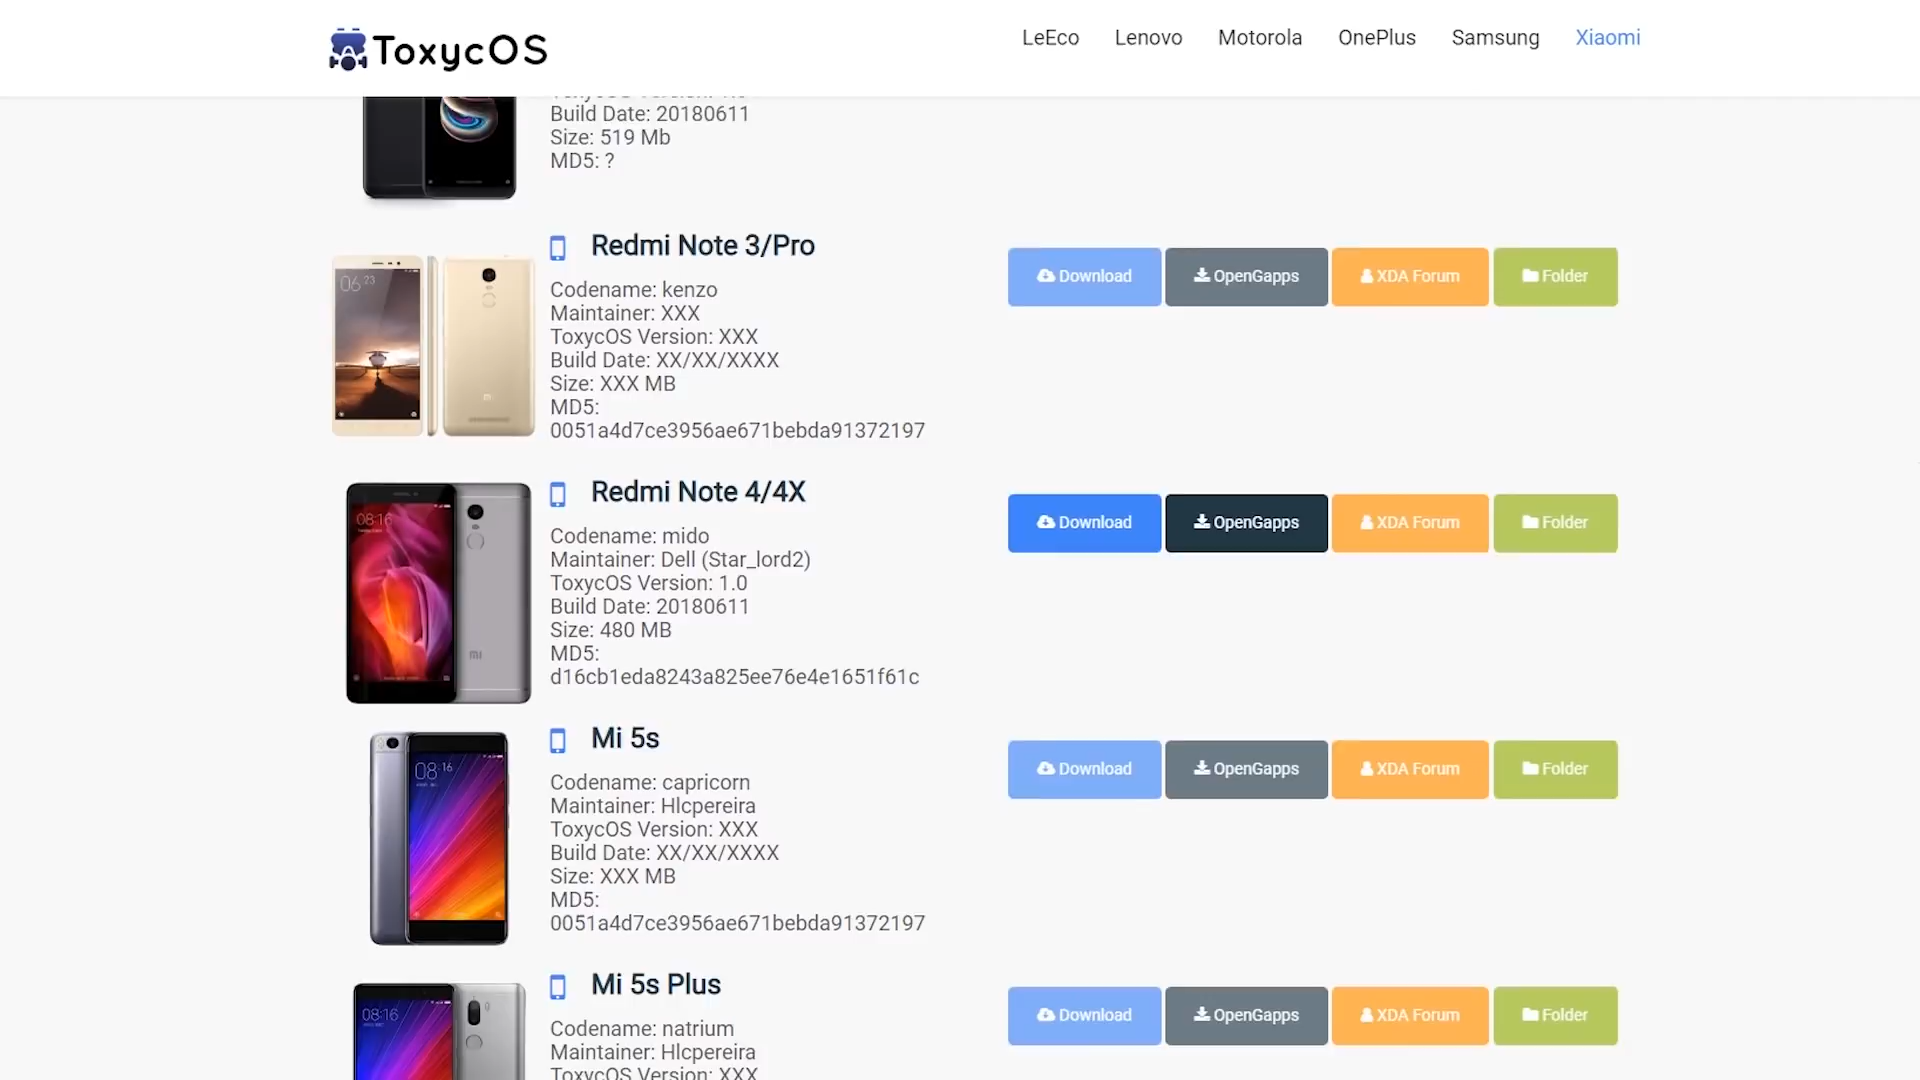 ToxycOS
LeEco Lenovo Motorola OnePlus Samsung Xiaomi
Build Date: 20180611
Size: 519 Mb
MD5: ?
Redmi Note 3/Pro
Download OpenGapps XDA Forum Folder
Codename: kenzo
Maintainer: XXX
ToxycOS Version: XXX
Build Date: XX/XX/XXXX
Size: XXX MB
MD5:
0051a4d7ce3956ae671bebda91372197
Redmi Note 4/4X
Download OpenGapps XDA Forum Folder
Codename: mido
Maintainer: Dell (Star_lord2)
ToxycOS Version: 1.0
Build Date: 20180611
Size: 480 MB
MD5:
d16cb1eda8243a825ee76e4e1651f61c
Mi 5s
Download OpenGapps XDA Forum Folder
Codename: capricorn
Maintainer: Hlcpereira
ToxycOS Version: XXX
Build Date: XX/XX/XXXX
Size: XXX MB
MD5:
0051a4d7ce3956ae671bebda91372197
Mi 5s Plus
Download OpenGapps XDA Forum Folder
Codename: natrium
Maintainer: Hlcpereira
ToxycOS Version: XXX